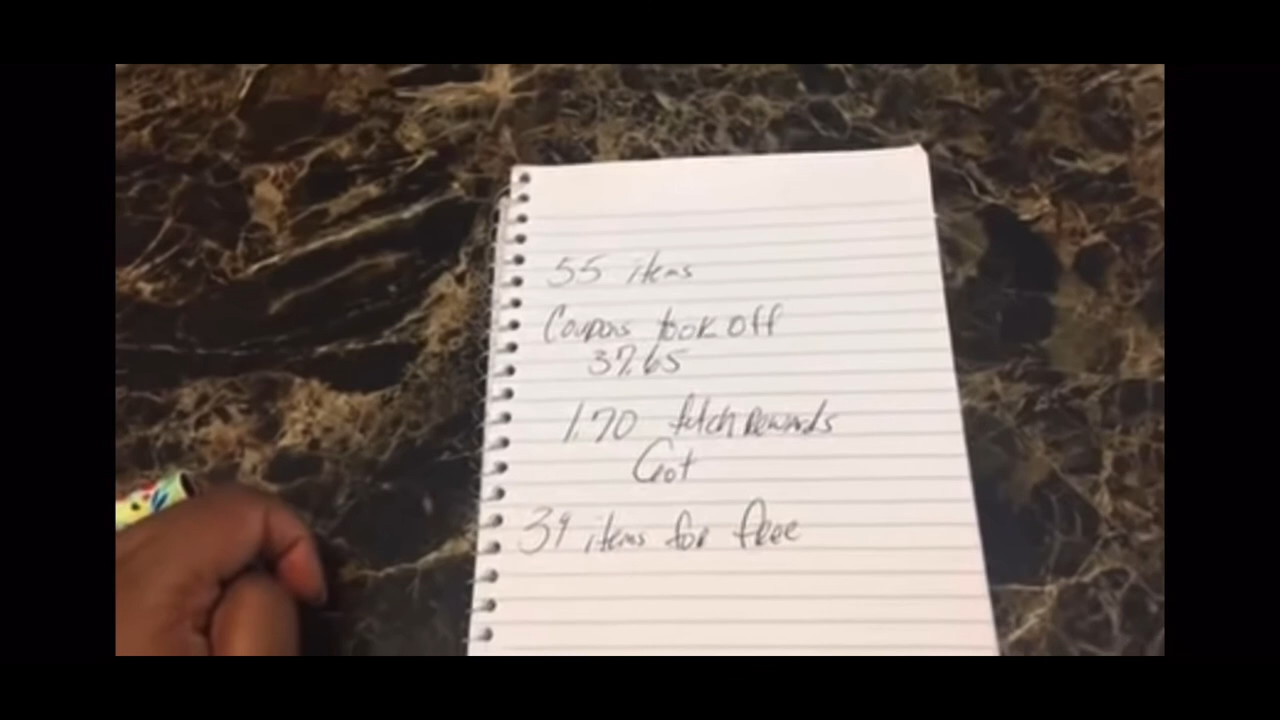 55 items
Coupons took off
37.65
1.70 fetch Rewards
Got
39 items for free